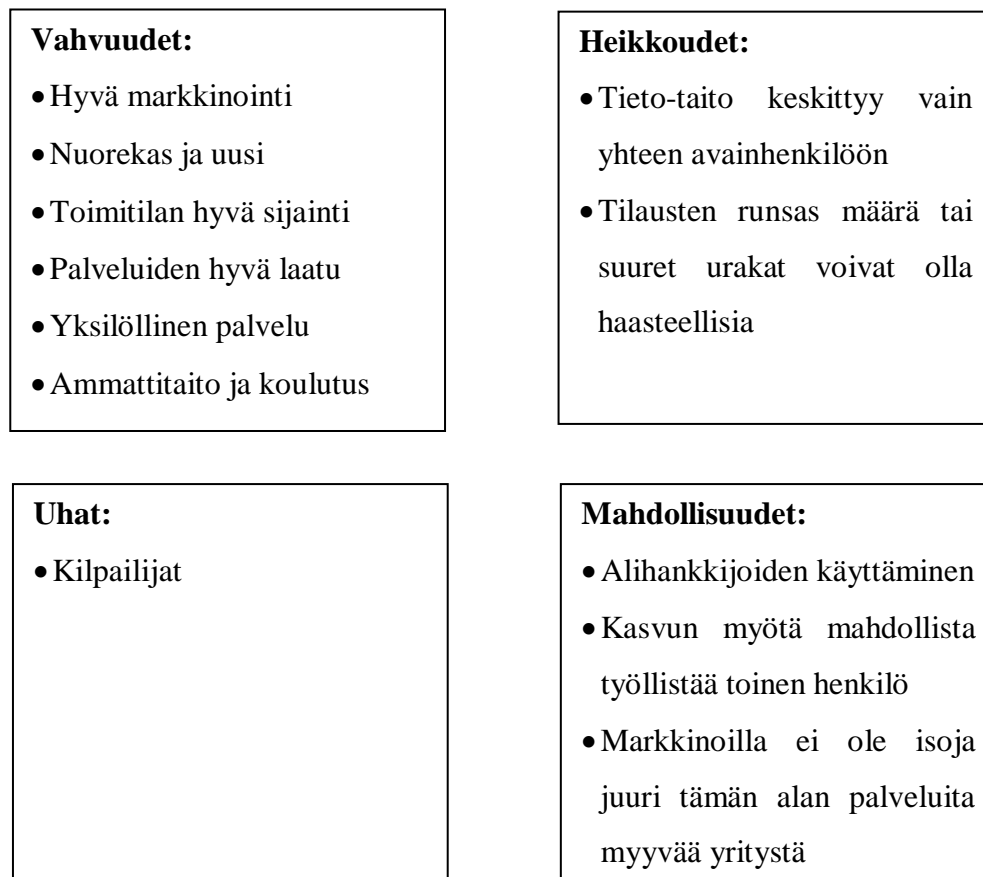 Vahvuudet:
• Hyvä markkinointi
• Nuorekas ja uusi
• Toimitilan hyvä sijainti
• Palveluiden hyvä laatu
• Yksilöllinen palvelu
• Ammattitaito ja koulutus
Heikkoudet:
• Tieto-taito keskittyy vain
yhteen avainhenkilöön
• Tilausten runsas määrä tai
suuret urakat voivat olla
haasteellisia
Uhat:
• Kilpailijat
Mahdollisuudet:
• Alihankkijoiden käyttäminen
• Kasvun myötä mahdollista
työllistää toinen henkilö
• Markkinoilla ei ole isoja
juuri tämän alan palveluita
myyvää yritystä